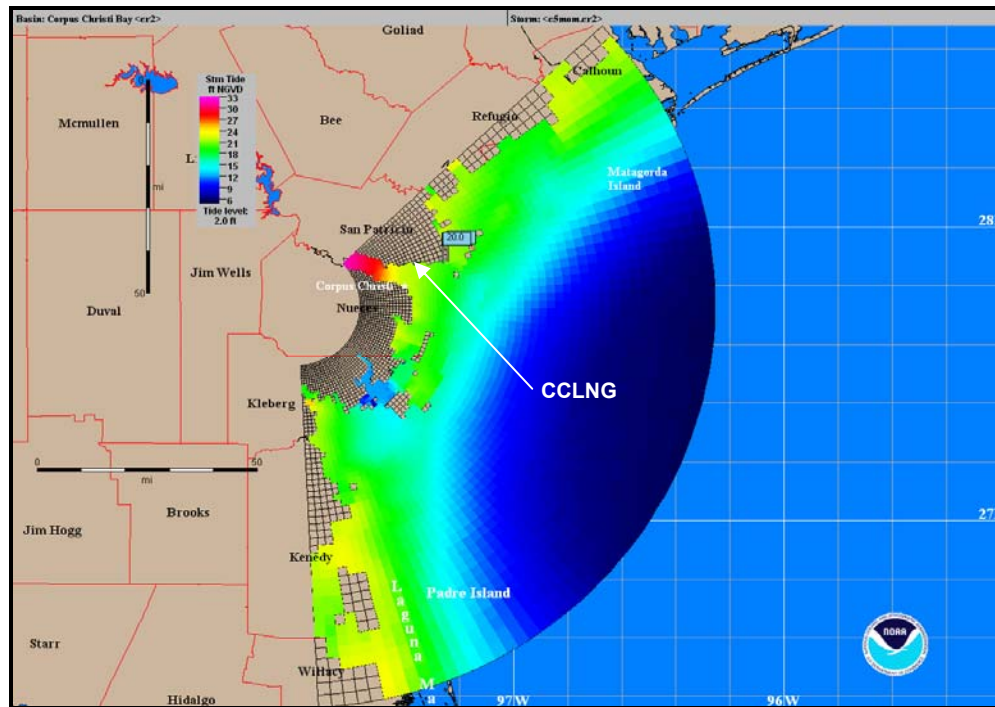 Basin: Corpus Christi Bay <cr2>
Storm: <c5mom.cr2>
Goliad
Calhoun
Stm Tide
ft NGVD
33
30
27
24
21
18
15
12
9
6
Tide level:
2.0 ft
Mcmullen
Bee
Refugio
L
mi
Matagorda
Island
San Patricio
20.0
28
Jim Wells
Corpus Christi
Nueces
50
Duval
CCLNG
Kleberg
0
50
mi
Brooks
27
Jim Hogg
Kenedy
Padre Island
Laguna Ma
Starr
NOAA
Willacy
Hidalgo
97W
96W